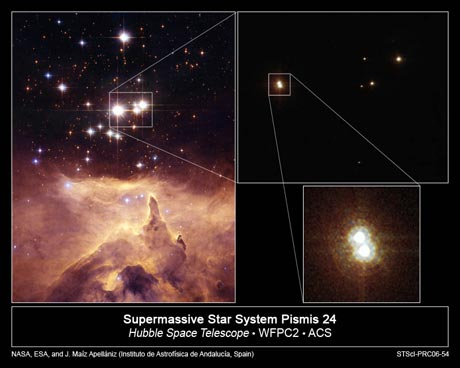 Supermassive Star System Pismis 24
Hubble Space Telescope • WFPC2 • ACS
NASA, ESA, and J. Maíz Apellániz (Instituto de Astrofísica de Andalucía, Spain)
STScI-PRC06-54